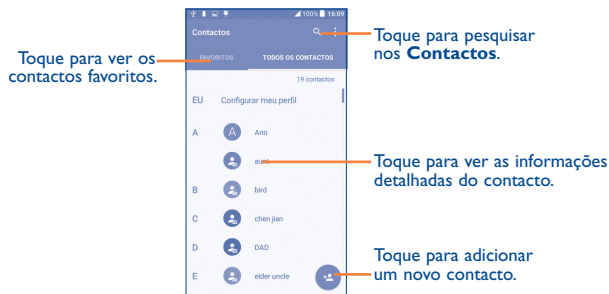 100% 16:09
Contactos
FAVORITOS TODOS OS CONTACTOS
19 contactos
EU Configurar meu perfil
A A Ann
aunt
B bird
C chen jian
D DAD
E elder uncle
Toque para ver os
contactos favoritos.
Toque para pesquisar
nos Contactos.
Toque para ver as informações
detalhadas do contacto.
Toque para adicionar
um novo contacto.